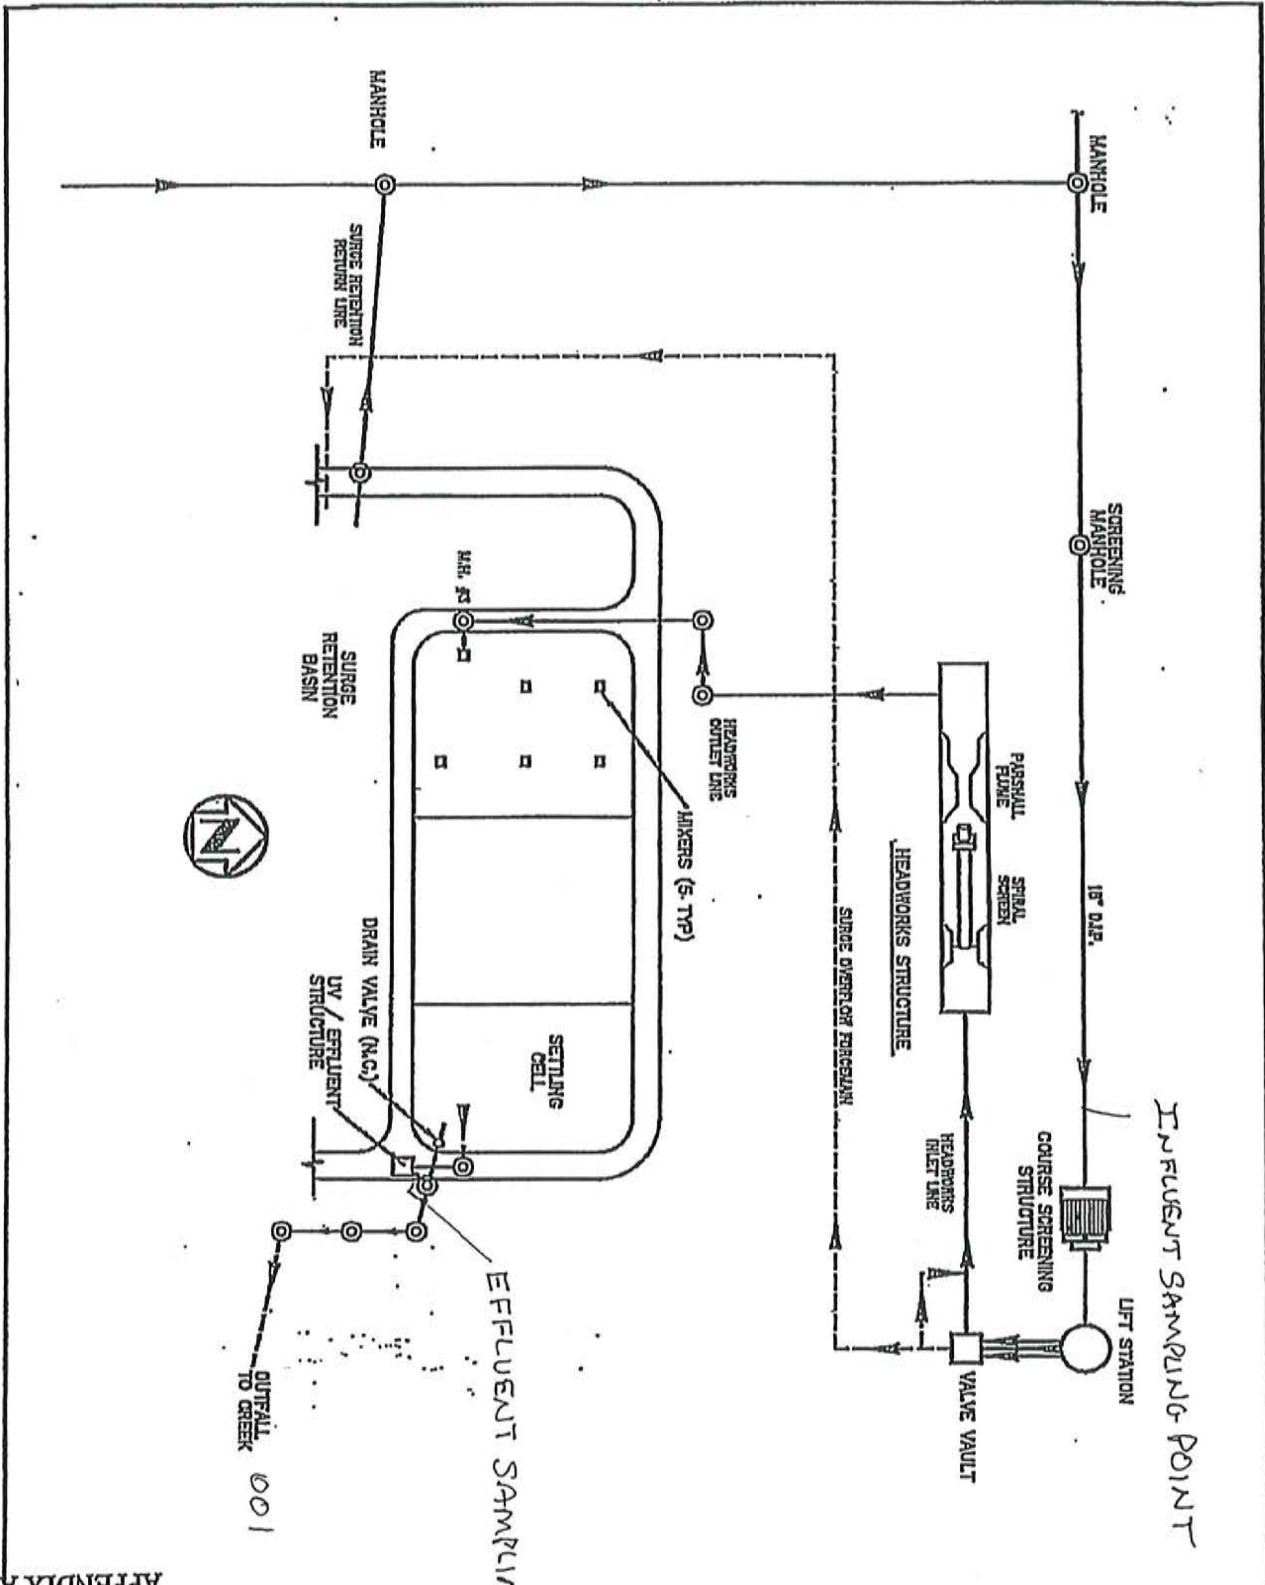 INFLUENT SAMPLING POINT
MANHOLE
SCREENING
MANHOLE
COURSE SCREENING
STRUCTURE
LIFT STATION
PARSHALL
FLUME
SPIRAL
SCREEN
HEADWORKS STRUCTURE
HEADWORKS
INLET LINE
VALVE VAULT
SURGE OVERFLOW FORCEMAIN
HEADWORKS
OUTLET LINE
MIXERS (5 TYP)
MANHOLE
SURGE RETENTION
RETURN LINE
M.H.
SETTLING
CELL
SURGE
RETENTION
BASIN
DRAIN VALVE (N.C.)
UV / EFFLUENT
STRUCTURE
N
EFFLUENT SAMPLIN
OUTFALL
TO CREEK 001
APPENDIX A